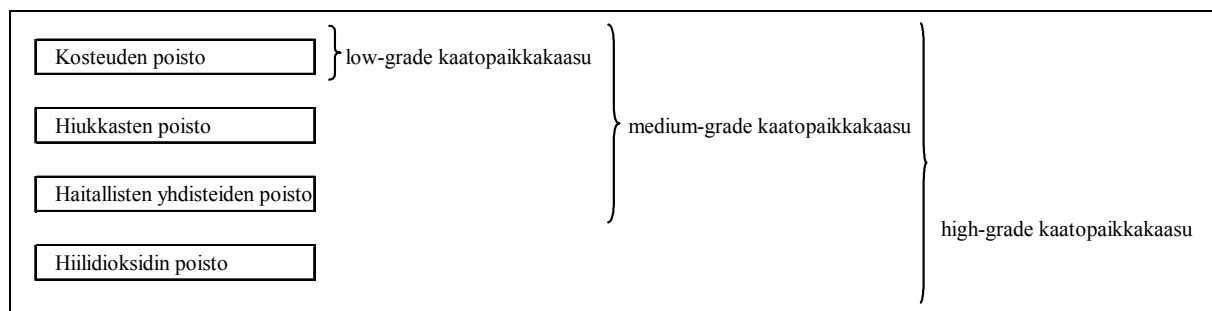 Kosteuden poisto
low-grade kaatopaikkakaasu
Hiukkasten poisto
medium-grade kaatopaikkakaasu
Haitallisten yhdisteiden poisto
high-grade kaatopaikkakaasu
Hiilidioksidin poisto